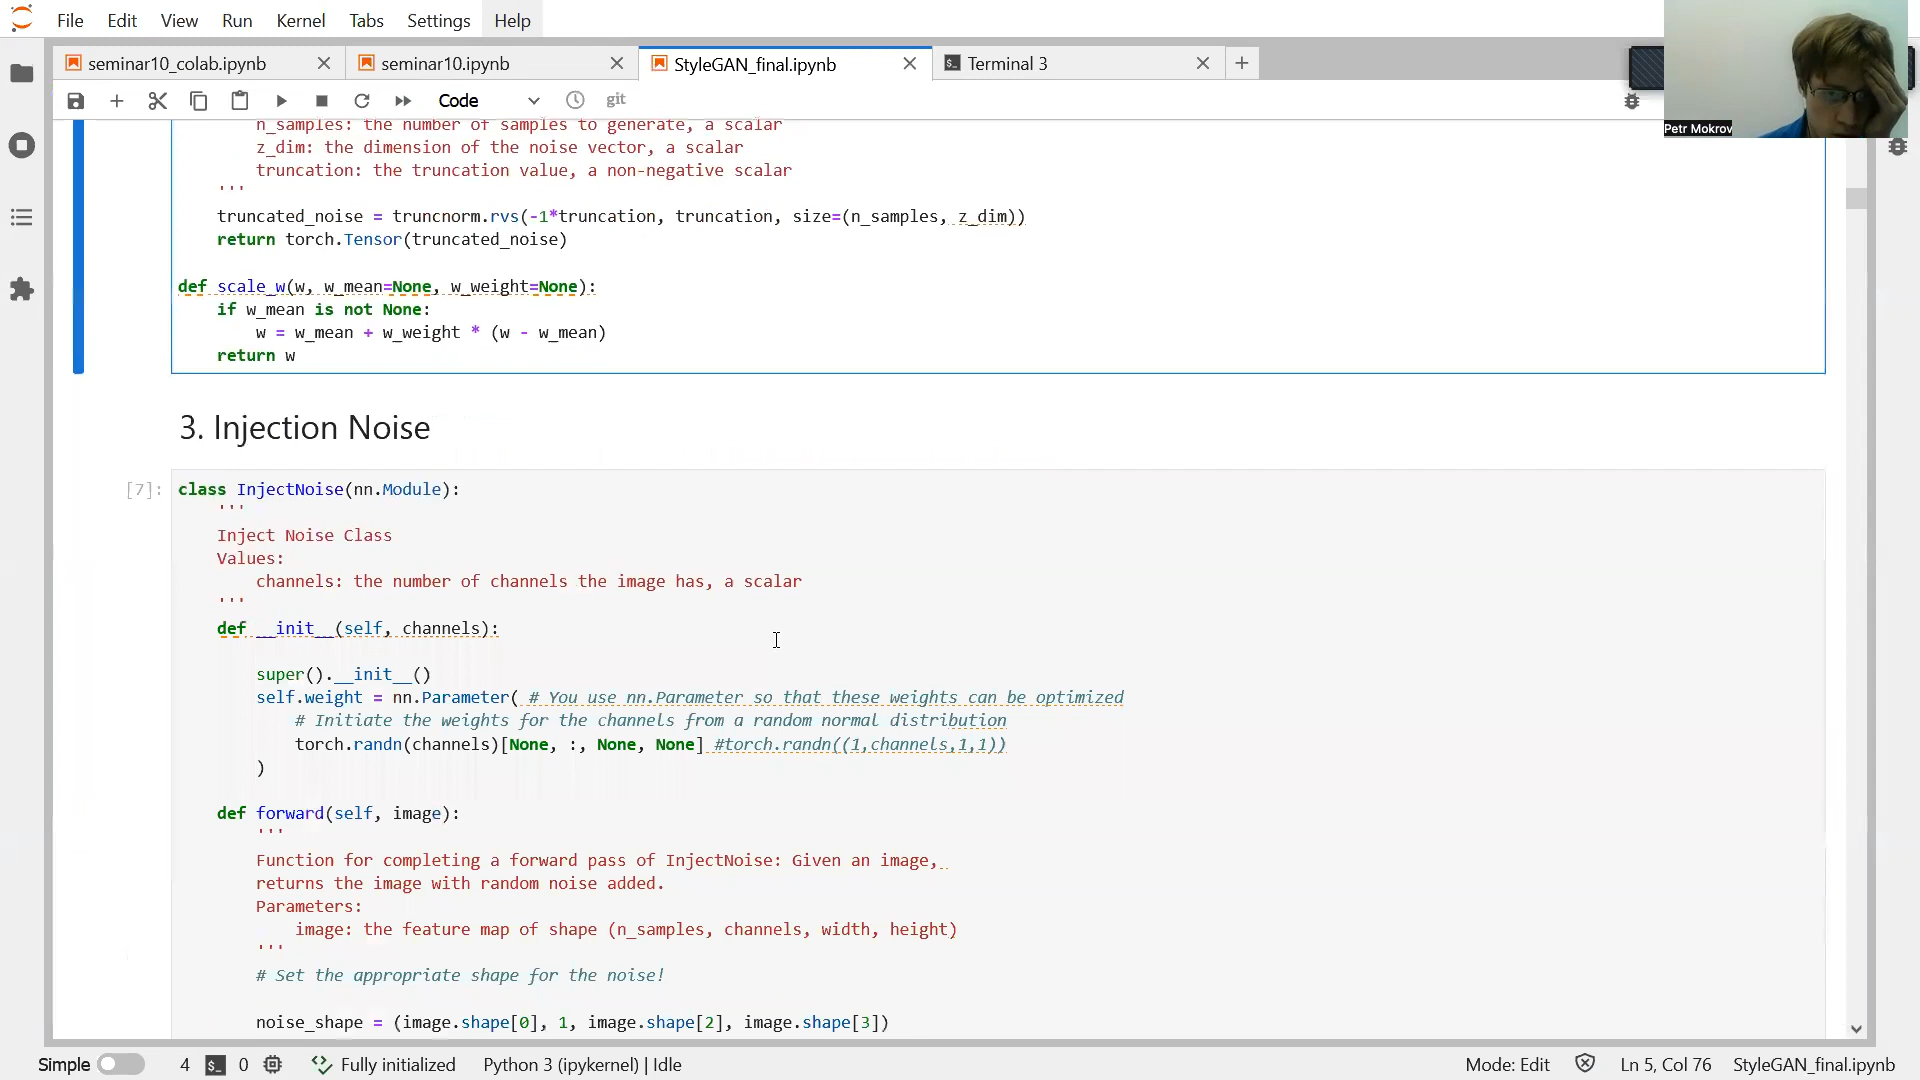 File Edit View Run Kernel Tabs Settings Help
seminar10_colab.ipynb seminar10.ipynb StyleGAN_final.ipynb Terminal 3
Code git
Petr Mokrov
n_samples: the number of samples to generate, a scalar
z_dim: the dimension of the noise vector, a scalar
truncation: the truncation value, a non-negative scalar
'''
truncated_noise = truncnorm.rvs(-1*truncation, truncation, size=(n_samples, z_dim))
return torch.Tensor(truncated_noise)
def scale_w(w, w_mean=None, w_weight=None):
if w_mean is not None:
w = w_mean + w_weight * (w - w_mean)
return w
3. Injection Noise
[7]: class InjectNoise(nn.Module):
'''
Inject Noise Class
Values:
channels: the number of channels the image has, a scalar
'''
def __init__(self, channels):
super().__init__()
self.weight = nn.Parameter( # You use nn.Parameter so that these weights can be optimized
# Initiate the weights for the channels from a random normal distribution
torch.randn(channels)[None, :, None, None] #torch.randn((1,channels,1,1))
)
def forward(self, image):
'''
Function for completing a forward pass of InjectNoise: Given an image,
returns the image with random noise added.
Parameters:
image: the feature map of shape (n_samples, channels, width, height)
'''
# Set the appropriate shape for the noise!
noise_shape = (image.shape[0], 1, image.shape[2], image.shape[3])
Simple 4 $_ 0 Fully initialized Python 3 (ipykernel) | Idle Mode: Edit Ln 5, Col 76 StyleGAN_final.ipynb